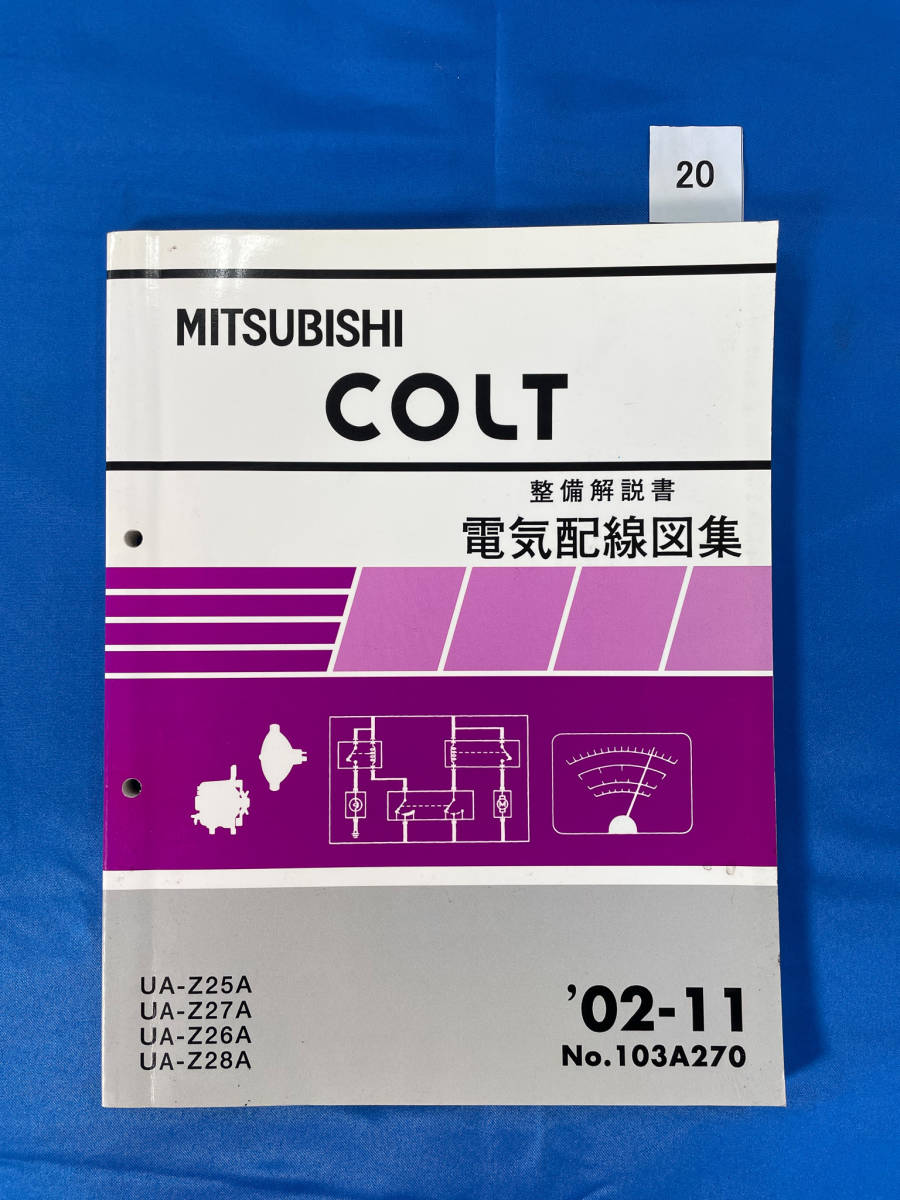 20
MITSUBISHI
COLT
整備解説書
電気配線図集
UA-Z25A
UA-Z27A
UA-Z26A
UA-Z28A
’02-11
No.103A270